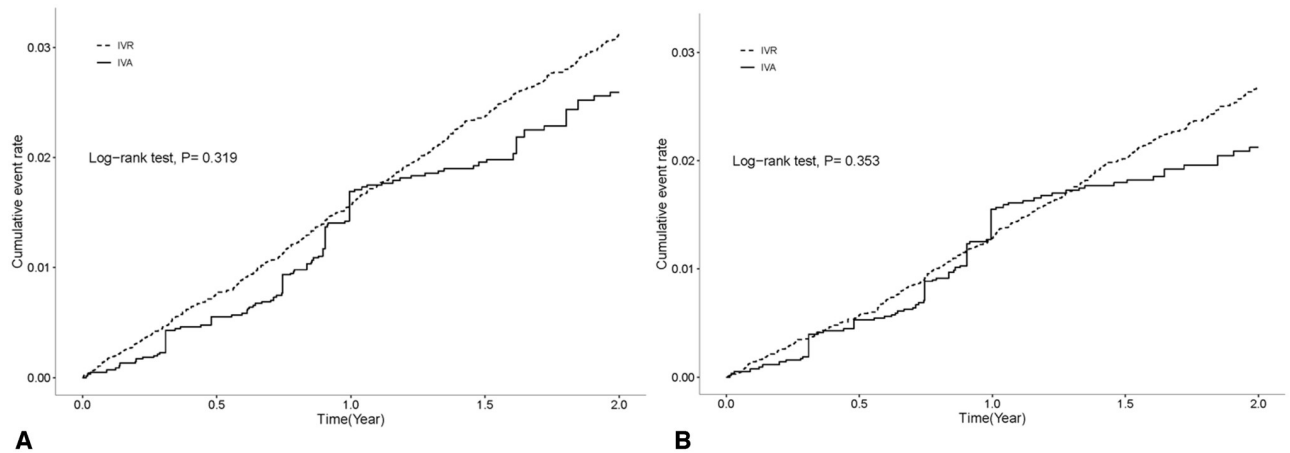 0.03
0.02
0.01
0.00
Cumulative event rate
IVR
IVA
Log-rank test, P= 0.319
0.0 0.5 1.0 1.5 2.0
Time(Year)
A
0.03
0.02
0.01
0.00
Cumulative event rate
IVR
IVA
Log-rank test, P= 0.353
0.0 0.5 1.0 1.5 2.0
Time(Year)
B